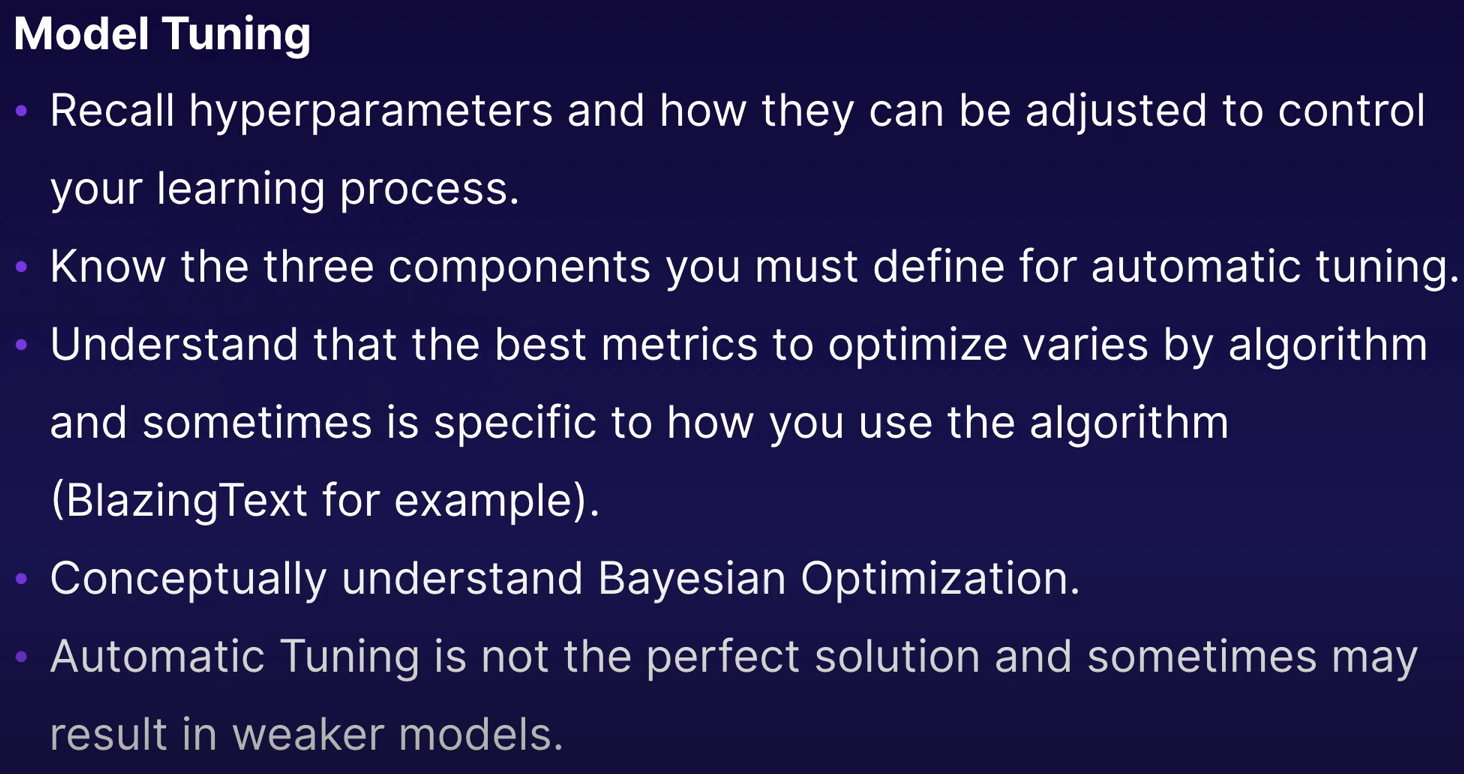 Model Tuning
• Recall hyperparameters and how they can be adjusted to control
your learning process.
• Know the three components you must define for automatic tuning.
• Understand that the best metrics to optimize varies by algorithm
and sometimes is specific to how you use the algorithm
(BlazingText for example).
• Conceptually understand Bayesian Optimization.
• Automatic Tuning is not the perfect solution and sometimes may
result in weaker models.